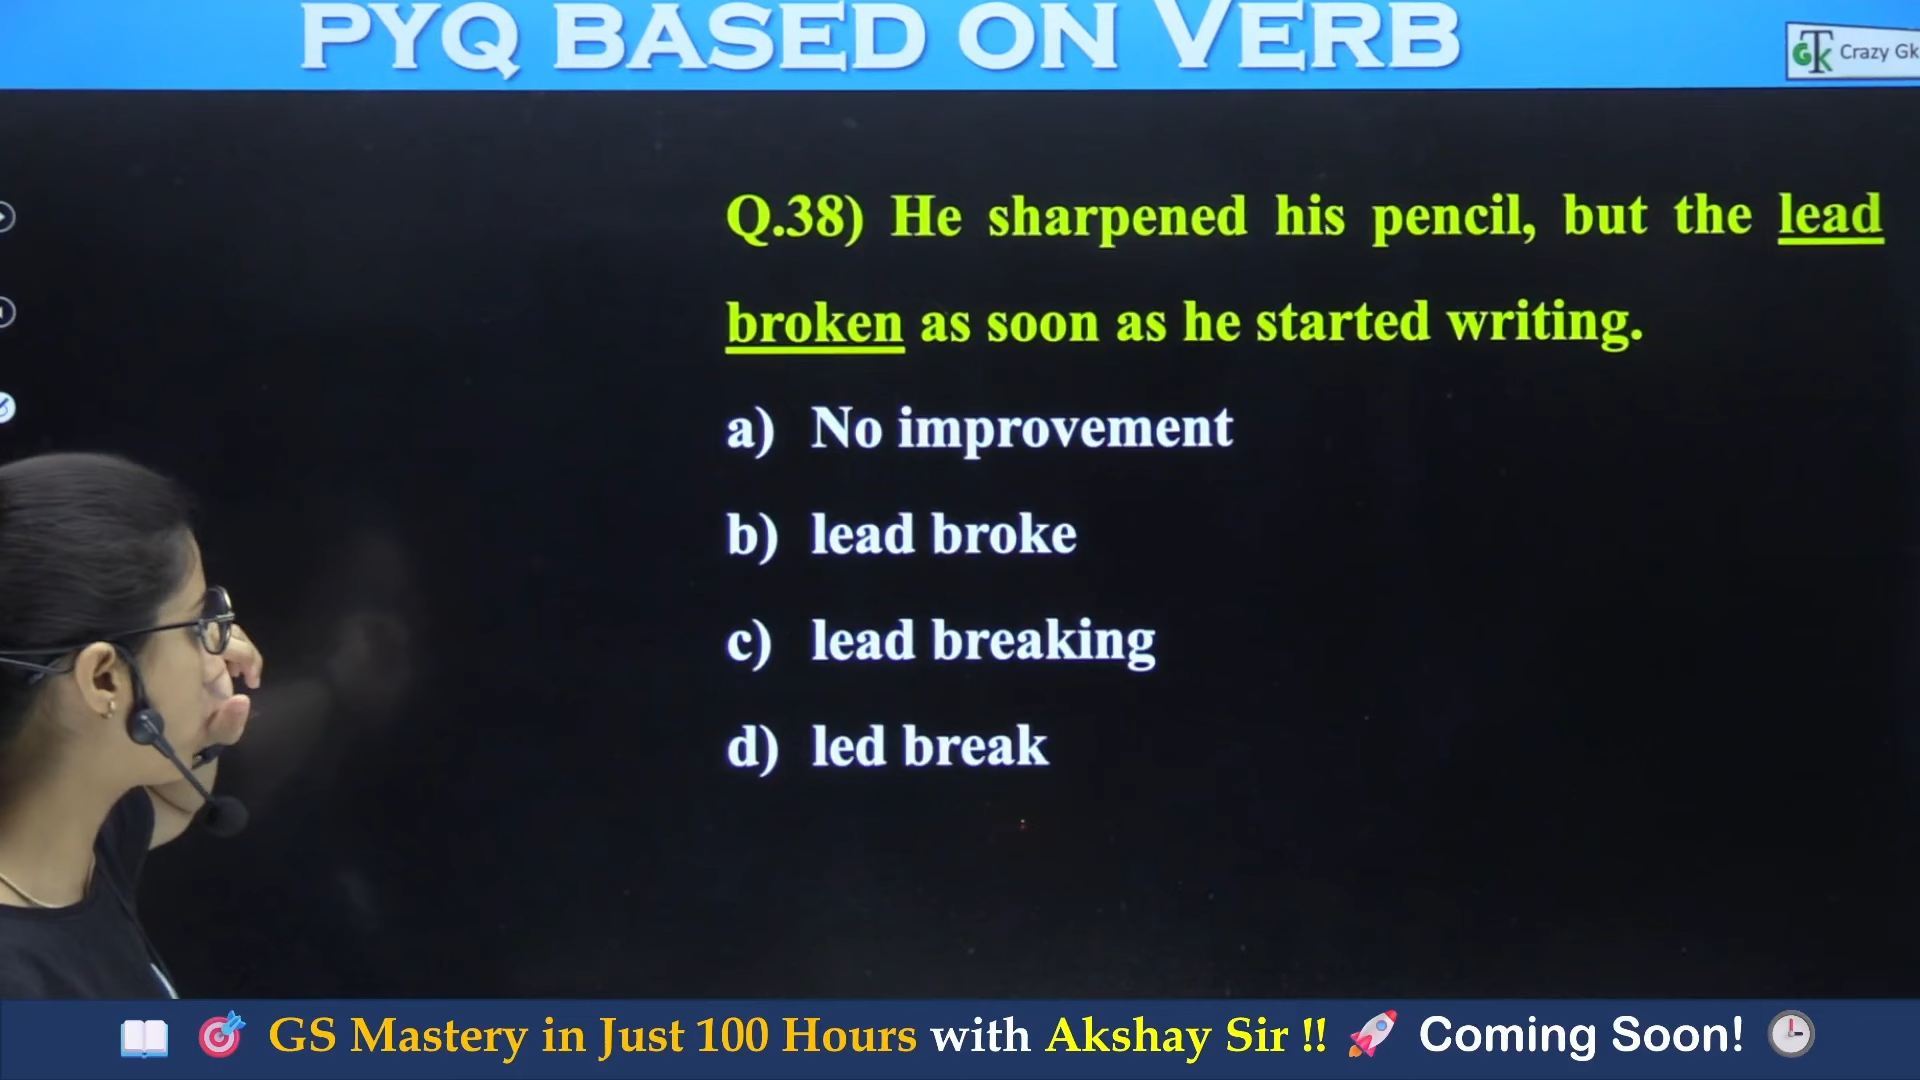 PYQ BASED ON VERB
GTK Crazy Gk
Q.38) He sharpened his pencil, but the lead
broken as soon as he started writing.
a) No improvement
b) lead broke
c) lead breaking
d) led break
GS Mastery in Just 100 Hours with Akshay Sir !! Coming Soon!